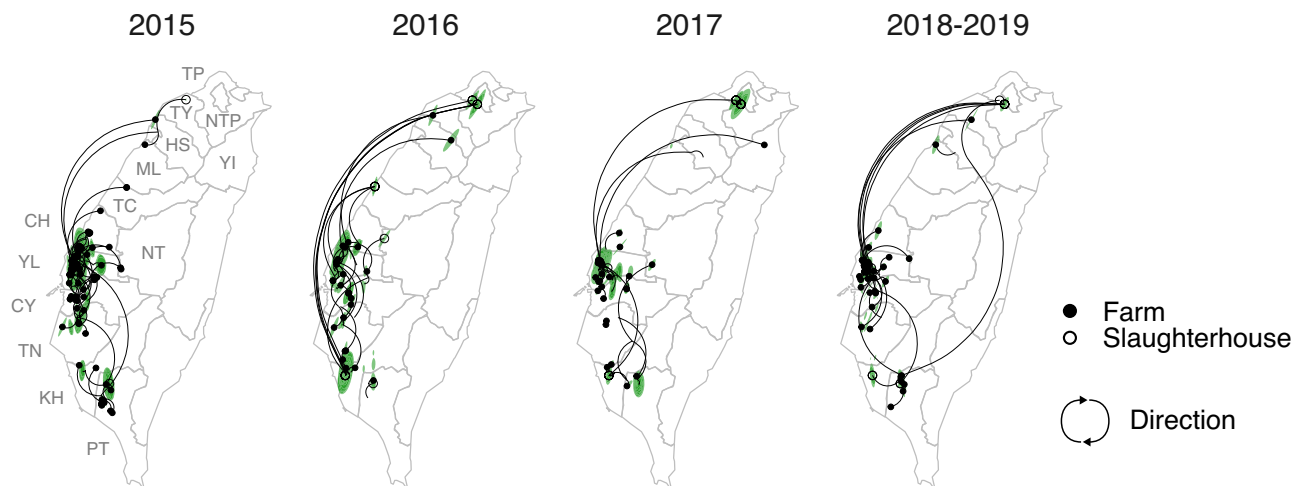 2015
2016
2017
2018-2019
TP
TY
NTP
HS
YI
ML
TC
CH
NT
YL
CY
TN
KH
PT
Farm
Slaughterhouse
Direction